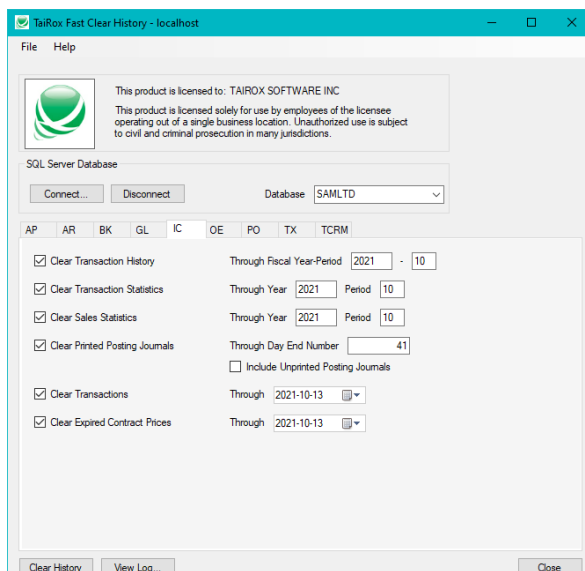 TaiRox Fast Clear History - localhost
File Help
This product is licensed to: TAIROX SOFTWARE INC
This product is licensed solely for use by employees of the licensee
operating out of a single business location. Unauthorized use is subject
to civil and criminal prosecution in many jurisdictions.
SQL Server Database
Connect... Disconnect Database SAMLTD
AP AR BK GL IC OE PO TX TCRM
Clear Transaction History Through Fiscal Year-Period 2021 - 10
Clear Transaction Statistics Through Year 2021 Period 10
Clear Sales Statistics Through Year 2021 Period 10
Clear Printed Posting Journals Through Day End Number 41
Include Unprinted Posting Journals
Clear Transactions Through 2021-10-13
Clear Expired Contract Prices Through 2021-10-13
Clear History View Log... Close